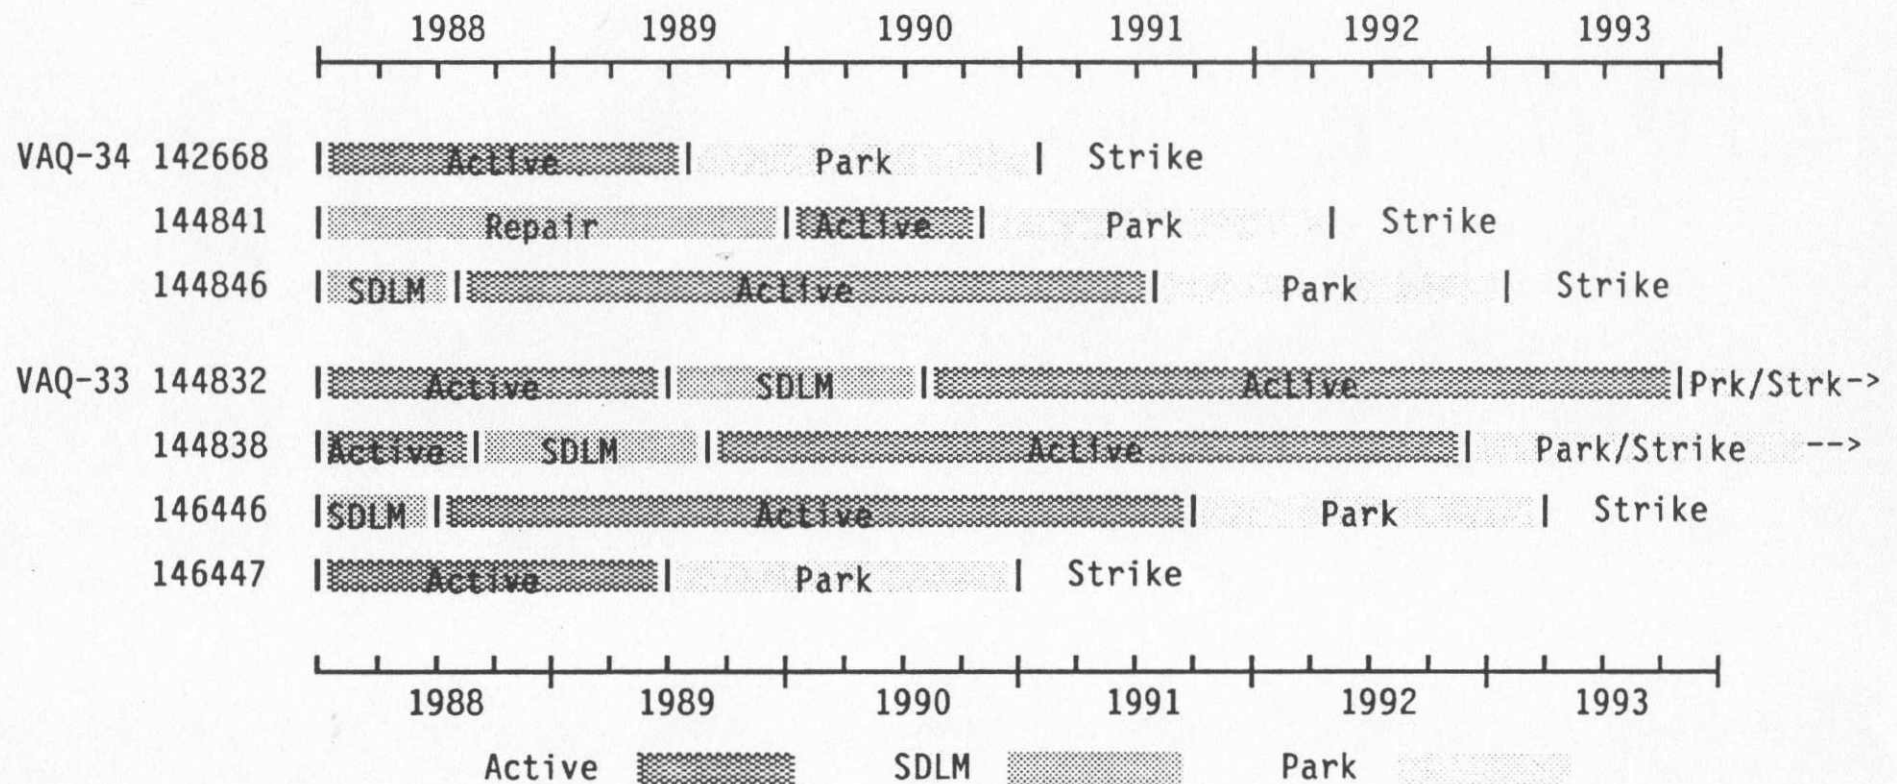 1988 1989 1990 1991 1992 1993
VAQ-34 142668 Active Park Strike
144841 Repair Active Park Strike
144846 SDLM Active Park Strike
VAQ-33 144832 Active SDLM Active Prk/Strk->
144838 Active SDLM Active Park/Strike -->
146446 SDLM Active Park Strike
146447 Active Park Strike
1988 1989 1990 1991 1992 1993
Active SDLM Park